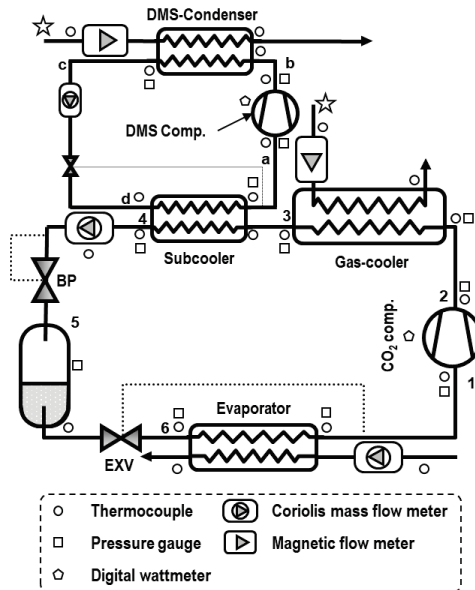 DMS-Condenser
c
b
DMS Comp.
a
d
4
3
Subcooler
Gas-cooler
BP
2
CO₂ comp.
5
1
Evaporator
6
EXV
Thermocouple
Coriolis mass flow meter
Pressure gauge
Magnetic flow meter
Digital wattmeter